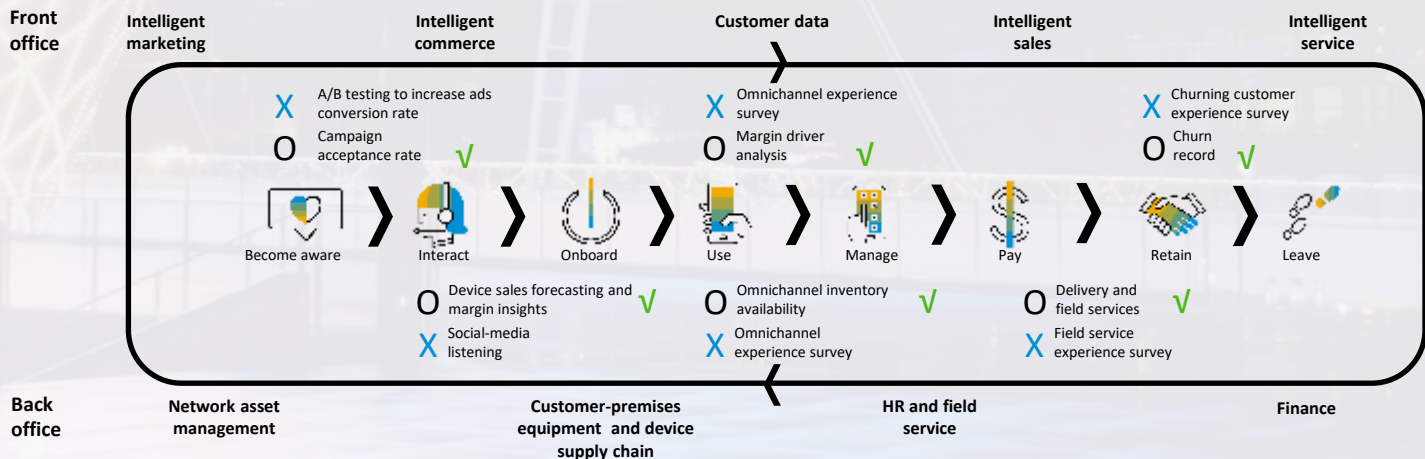 Front
office
Intelligent
marketing
Intelligent
commerce
Customer data
Intelligent
sales
Intelligent
service
X
A/B testing to increase ads
conversion rate
O
Campaign
acceptance rate
√
X
Omnichannel experience
survey
O
Margin driver
analysis
√
X
Churning customer
experience survey
O
Churn
record
√
Become aware
Interact
Onboard
Use
Manage
Pay
Retain
Leave
O
Device sales forecasting and
margin insights
√
X
Social-media
listening
O
Omnichannel inventory
availability
√
X
Omnichannel
experience survey
O
Delivery and
field services
√
X
Field service
experience survey
Back
office
Network asset
management
Customer-premises
equipment and device
supply chain
HR and field
service
Finance